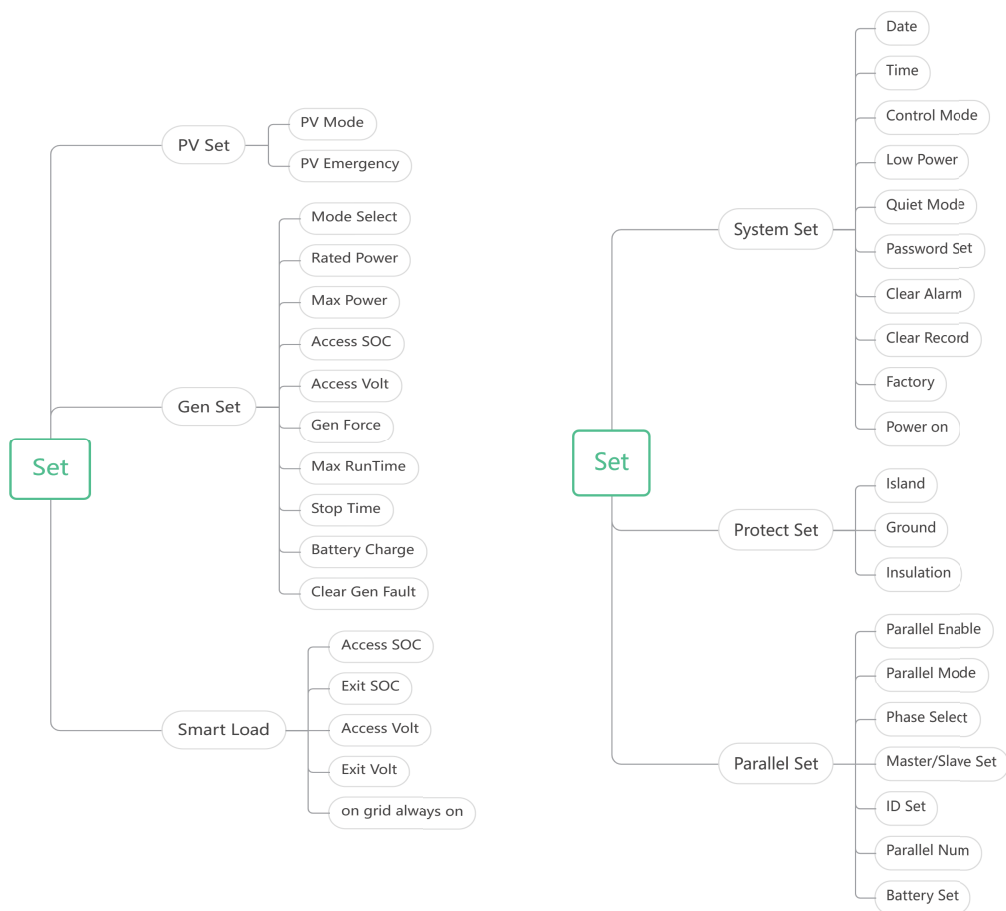 Set
PV Set
PV Mode
PV Emergency
Gen Set
Mode Select
Rated Power
Max Power
Access SOC
Access Volt
Gen Force
Max RunTime
Stop Time
Battery Charge
Clear Gen Fault
Smart Load
Access SOC
Exit SOC
Access Volt
Exit Volt
on grid always on
Set
System Set
Date
Time
Control Mode
Low Power
Quiet Mode
Password Set
Clear Alarm
Clear Record
Factory
Power on
Protect Set
Island
Ground
Insulation
Parallel Set
Parallel Enable
Parallel Mode
Phase Select
Master/Slave Set
ID Set
Parallel Num
Battery Set